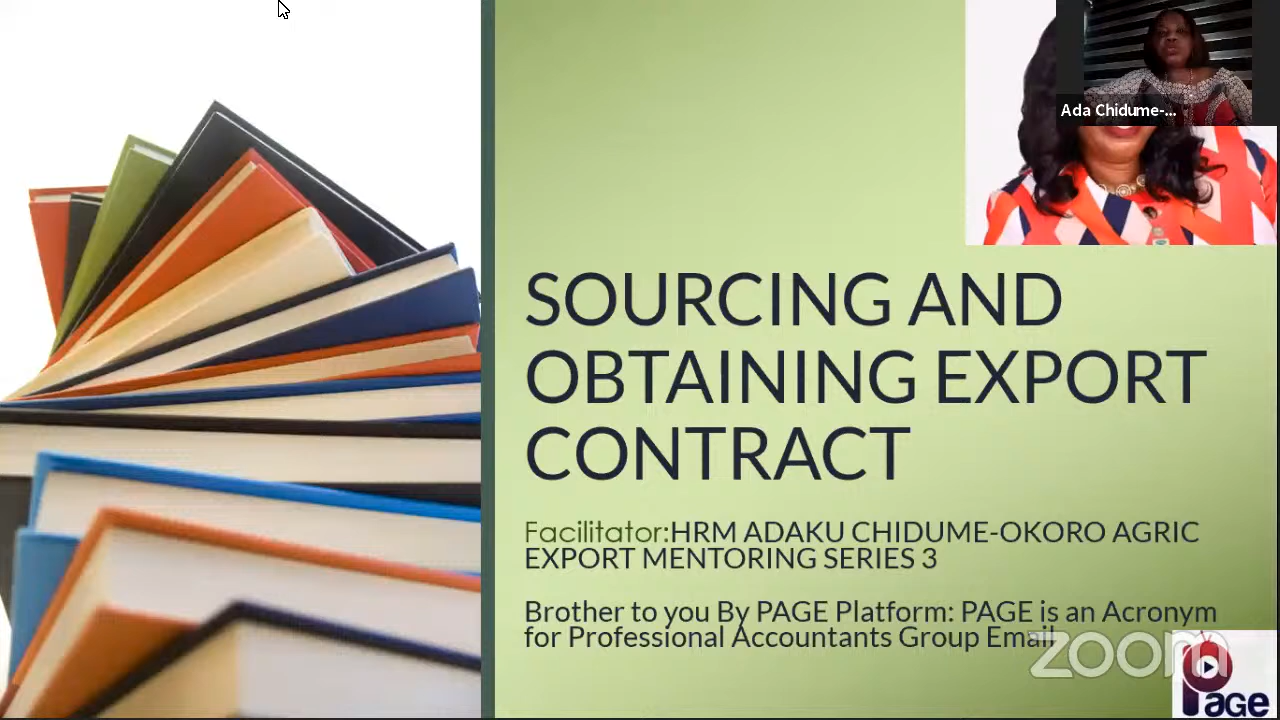 Ada Chidume-...
SOURCING AND
OBTAINING EXPORT
CONTRACT
Facilitator:HRM ADAKU CHIDUME-OKORO AGRIC
EXPORT MENTORING SERIES 3
Brother to you By PAGE Platform: PAGE is an Acronym
for Professional Accountants Group Email
zoom
Page